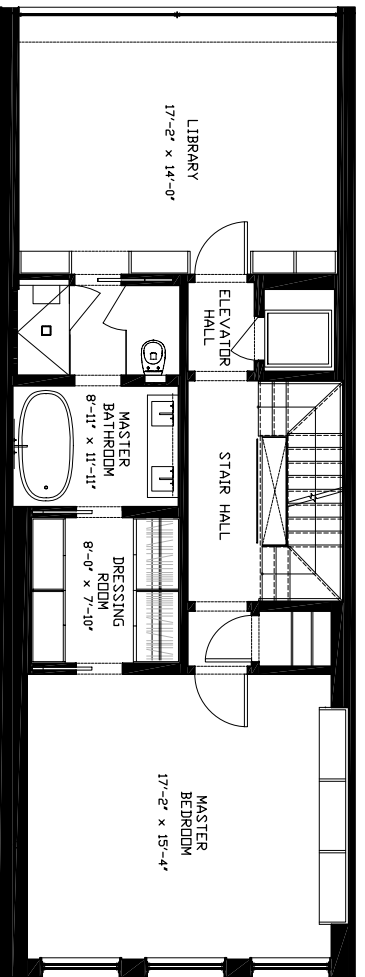 LIBRARY
17'-2" x 14'-0"
ELEVATOR
HALL
STAIR HALL
MASTER
BATHROOM
8'-11" x 11'-11"
DRESSING
ROOM
8'-0" x 7'-10"
MASTER
BEDROOM
17'-2" x 15'-4"